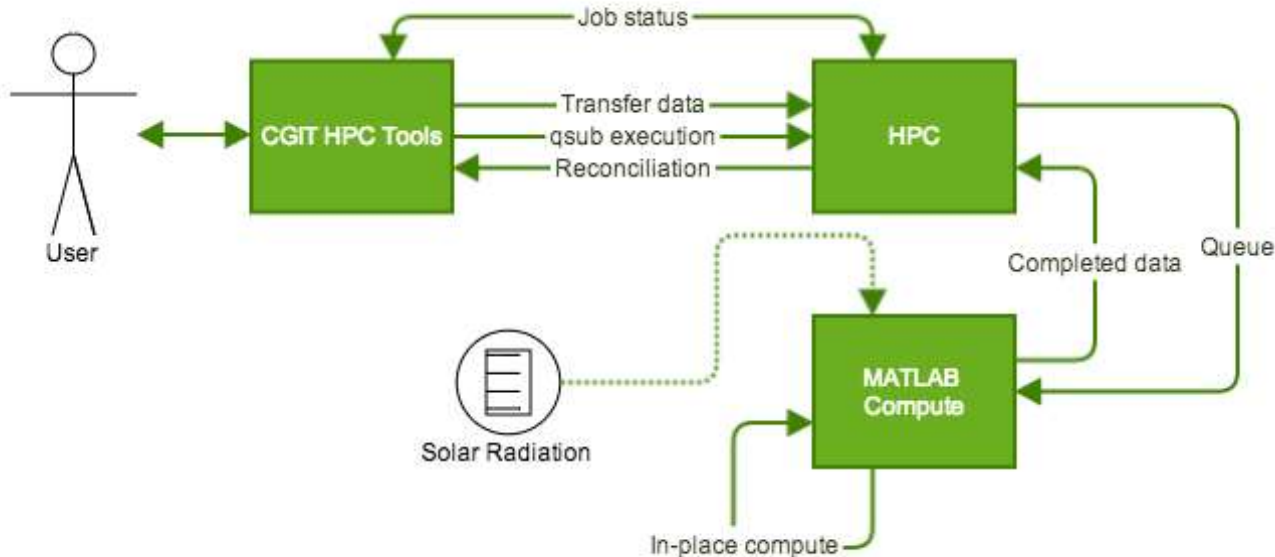 Job status
CGIT HPC Tools
Transfer data
qsub execution
Reconciliation
HPC
User
Completed data
Queue
MATLAB
Compute
Solar Radiation
In-place compute